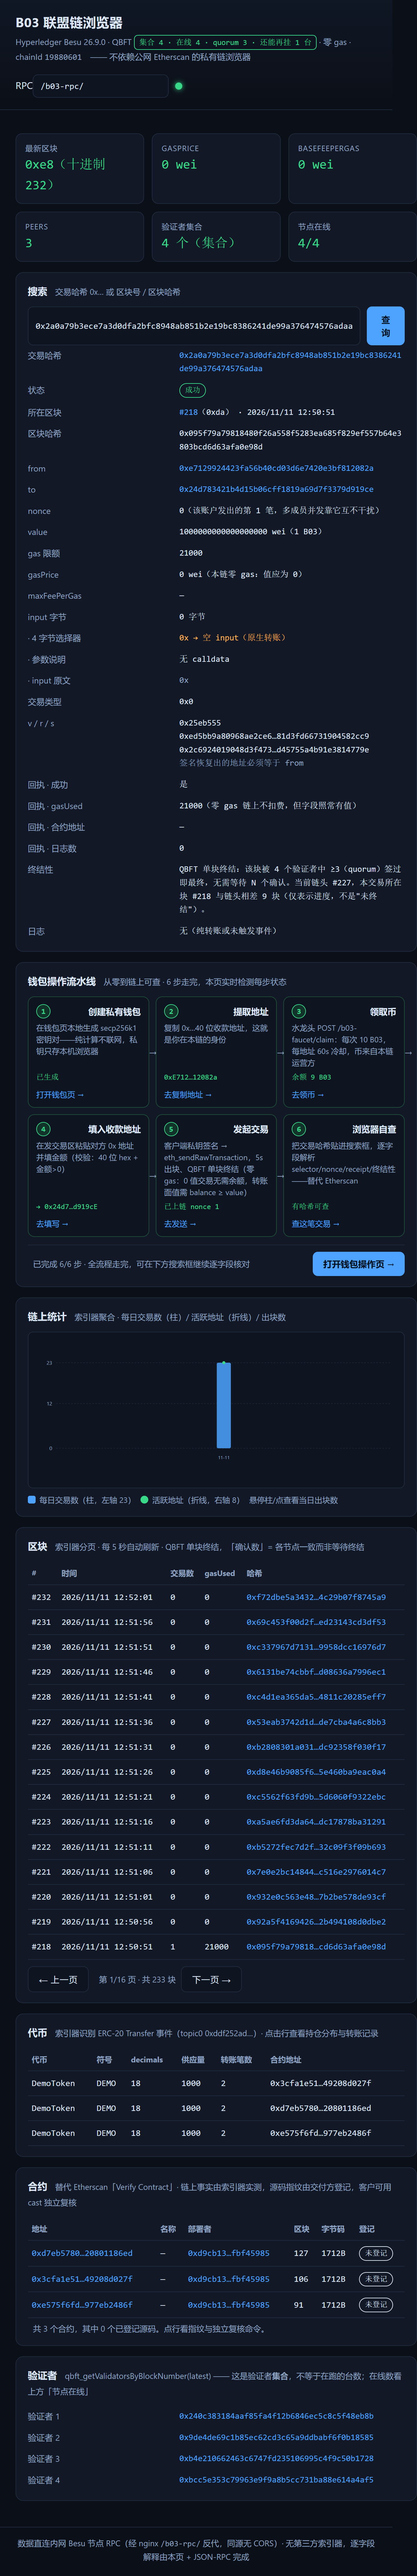 B03 联盟链浏览器
Hyperledger Besu 26.9.0 · QBFT 集合 4 · 在线 4 · quorum 3 · 还能再挂 1 台 · 零 gas ·
chainId 19880601 —— 不依赖公网 Etherscan 的私有链浏览器
RPC /b03-rpc/
最新区块
0xe8（十进制
232）
GASPRICE
0 wei
BASEFEEPERGAS
0 wei
PEERS
3
验证者集合
4 个（集合）
节点在线
4/4
搜索 交易哈希 0x… 或 区块号 / 区块哈希
0x2a0a79b3ece7a3d0dfa2bfc8948ab851b2e19bc8386241de99a376474576adaa
查
询
交易哈希 0x2a0a79b3ece7a3d0dfa2bfc8948ab851b2e19bc8386241
de99a376474576adaa
状态 成功
所在区块 #218（0xda） · 2026/11/11 12:50:51
区块哈希 0x095f79a79818480f26a558f5283ea685f829ef557b64e3
803bcd6d63afa0e98d
from 0xe7129924423fa56b40cd03d6e7420e3bf812082a
to 0x24d783421b4d15b06cff1819a69d7f3379d919ce
nonce 0（该账户发出的第 1 笔，多成员并发靠它互不干扰）
value 1000000000000000000 wei（1 B03）
gas 限额 21000
gasPrice 0 wei（本链零 gas：值应为 0）
maxFeePerGas —
input 字节 0 字节
· 4 字节选择器 0x → 空 input（原生转账）
· 参数说明 无 calldata
· input 原文 0x
交易类型 0x0
v / r / s 0x25eb555
0xed5bb9a80968ae2ce6…81d3fd66731904582cc9
0x2c6924019048d3f473…d45755a4b91e3814779e
签名恢复出的地址必须等于 from
回执 · 成功 是
回执 · gasUsed 21000（零 gas 链上不扣费，但字段照常有值）
回执 · 合约地址 —
回执 · 日志数 0
终结性 QBFT 单块终结：该块被 4 个验证者中 ≥3（quorum）签过
即最终，无需等待 N 个确认。当前链头 #227，本交易所在
块 #218 与链头相差 9 块（仅表示进度，不是"未终
结"）。
日志 无（纯转账或未触发事件）
钱包操作流水线 从零到链上可查 · 6 步走完，本页实时检测每步状态
1 创建私有钱包
在钱包页本地生成 secp256k1
密钥对——纯计算不联网，私
钥只存本机浏览器
已生成
打开钱包页 →
→
2 提取地址
复制 0x…40 位收款地址，这就
是你在本链的身份
0xE712…12082a
去复制地址 →
→
3 领取币
水龙头 POST /b03-
faucet/claim：每次 10 B03，
每地址 60s 冷却，币来自本链
运营方
余额 9 B03
去领币 →
→
4 填入收款地址
在发交易区粘贴对方 0x 地址
并填金额（校验：40 位 hex +
金额>0）
→ 0x24d7…d919cE
去填写 →
→
5 发起交易
客户端私钥签名 →
eth_sendRawTransaction，5s
出块、QBFT 单块终结（零
gas：0 值交易无需余额，转账
面值需 balance ≥ value）
已上链 nonce 1
去发送 →
→
6 浏览器自查
把交易哈希贴进搜索框，逐字
段解析
selector/nonce/receipt/终结性
——替代 Etherscan
有哈希可查
查这笔交易 →
已完成 6/6 步 · 全流程走完，可在下方搜索框继续逐字段核对
打开钱包操作页 →
链上统计 索引器聚合 · 每日交易数（柱）/ 活跃地址（折线）/ 出块数
23
12
0
11-11
每日交易数（柱，左轴 23） 活跃地址（折线，右轴 8） 悬停柱/点查看当日出块数
区块 索引器分页 · 每 5 秒自动刷新 · QBFT 单块终结，「确认数」= 各节点一致而非等待终结
# 时间 交易数 gasUsed 哈希
#232 2026/11/11 12:52:01 0 0 0xf72dbe5a3432…4c29b07f8745a9
#231 2026/11/11 12:51:56 0 0 0x69c453f00d2f…ed23143cd3df53
#230 2026/11/11 12:51:51 0 0 0xc337967d7131…9958dcc16976d7
#229 2026/11/11 12:51:46 0 0 0x6131be74cbbf…d08636a7996ec1
#228 2026/11/11 12:51:41 0 0 0xc4d1ea365da5…4811c20285eff7
#227 2026/11/11 12:51:36 0 0 0x53eab3742d1d…de7cba4a6c8bb3
#226 2026/11/11 12:51:31 0 0 0xb2808301a031…dc92358f030f17
#225 2026/11/11 12:51:26 0 0 0xd8e46b9085f6…5e460ba9eac0a4
#224 2026/11/11 12:51:21 0 0 0xc5562f63fd9b…5d6060f9322ebc
#223 2026/11/11 12:51:16 0 0 0xa5ae6fd3da64…dc17878ba31291
#222 2026/11/11 12:51:11 0 0 0xb5272fec7d2f…32c09f3f09b693
#221 2026/11/11 12:51:06 0 0 0x7e0e2bc14844…c516e2976014c7
#220 2026/11/11 12:51:01 0 0 0x932e0c563e48…7b2be578de93cf
#219 2026/11/11 12:50:56 0 0 0x92a5f4169426…2b494108d0dbe2
#218 2026/11/11 12:50:51 1 21000 0x095f79a79818…cd6d63afa0e98d
← 上一页 第 1/16 页 · 共 233 块 下一页 →
代币 索引器识别 ERC-20 Transfer 事件（topic0 0xddf252ad…）· 点击行查看持仓分布与转账记录
代币 符号 decimals 供应量 转账笔数 合约地址
DemoToken DEMO 18 1000 2 0x3cfa1e51…49208d027f
DemoToken DEMO 18 1000 2 0xd7eb5780…20801186ed
DemoToken DEMO 18 1000 2 0xe575f6fd…977eb2486f
合约 替代 Etherscan「Verify Contract」· 链上事实由索引器实测，源码指纹由交付方登记，客户可用
cast 独立复核
地址 名称 部署者 区块 字节码 登记
0xd7eb5780…20801186ed — 0xd9cb13…fbf45985 127 1712B 未登记
0x3cfa1e51…49208d027f — 0xd9cb13…fbf45985 106 1712B 未登记
0xe575f6fd…977eb2486f — 0xd9cb13…fbf45985 91 1712B 未登记
共 3 个合约，其中 0 个已登记源码。点行看指纹与独立复核命令。
验证者 qbft_getValidatorsByBlockNumber(latest) —— 这是验证者集合，不等于在跑的台数；在线数看
上方「节点在线」
验证者 1 0x240c383184aaf85fa4f12b6846ec5c8c5f48eb8b
验证者 2 0x9de4de69c1b85ec62cd3c65a9ddbabf6f0b18585
验证者 3 0xb4e210662463c6747fd235106995c4f9c50b1728
验证者 4 0xbcc5e353c79963e9f9a8b5cc731ba88e614a4af5
数据直连内网 Besu 节点 RPC（经 nginx /b03-rpc/ 反代，同源无 CORS）· 无第三方索引器，逐字段
解释由本页 + JSON-RPC 完成